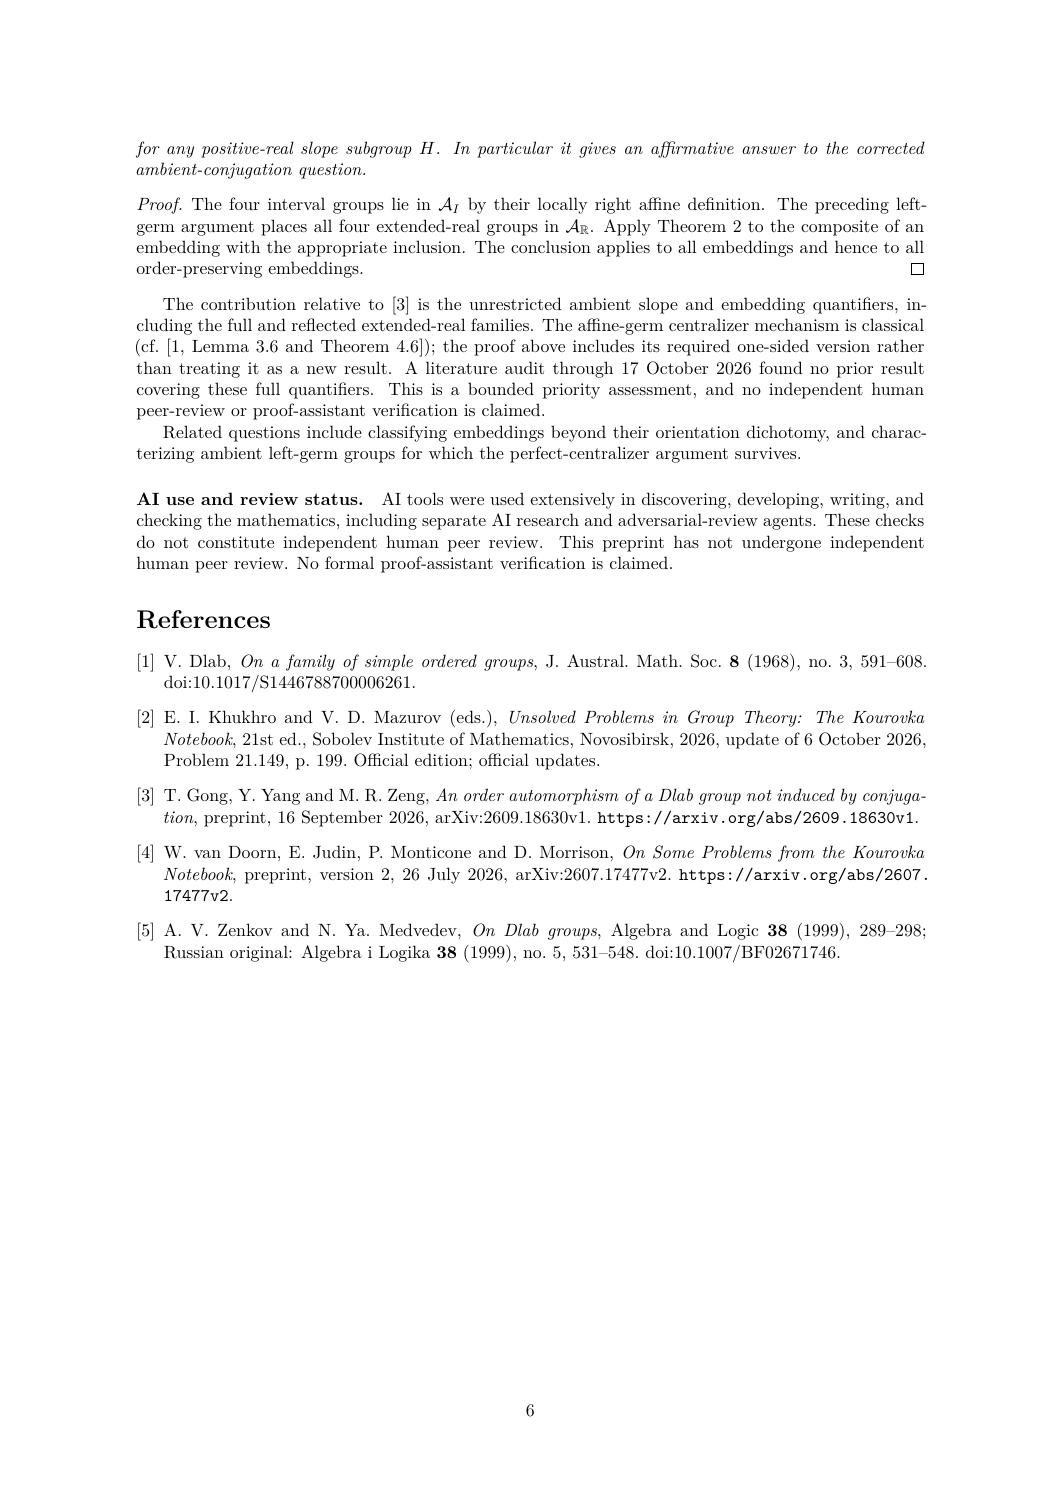 for any positive-real slope subgroup H. In particular it gives an affirmative answer to the corrected
ambient-conjugation question.
Proof. The four interval groups lie in 𝒜_I by their locally right affine definition. The preceding left-
germ argument places all four extended-real groups in 𝒜_ℝ. Apply Theorem 2 to the composite of an
embedding with the appropriate inclusion. The conclusion applies to all embeddings and hence to all
order-preserving embeddings. □
The contribution relative to [3] is the unrestricted ambient slope and embedding quantifiers, in-
cluding the full and reflected extended-real families. The affine-germ centralizer mechanism is classical
(cf. [1, Lemma 3.6 and Theorem 4.6]); the proof above includes its required one-sided version rather
than treating it as a new result. A literature audit through 17 October 2026 found no prior result
covering these full quantifiers. This is a bounded priority assessment, and no independent human
peer-review or proof-assistant verification is claimed.
Related questions include classifying embeddings beyond their orientation dichotomy, and charac-
terizing ambient left-germ groups for which the perfect-centralizer argument survives.
AI use and review status. AI tools were used extensively in discovering, developing, writing, and
checking the mathematics, including separate AI research and adversarial-review agents. These checks
do not constitute independent human peer review. This preprint has not undergone independent
human peer review. No formal proof-assistant verification is claimed.
References
[1] V. Dlab, On a family of simple ordered groups, J. Austral. Math. Soc. 8 (1968), no. 3, 591–608.
doi:10.1017/S1446788700006261.
[2] E. I. Khukhro and V. D. Mazurov (eds.), Unsolved Problems in Group Theory: The Kourovka
Notebook, 21st ed., Sobolev Institute of Mathematics, Novosibirsk, 2026, update of 6 October 2026,
Problem 21.149, p. 199. Official edition; official updates.
[3] T. Gong, Y. Yang and M. R. Zeng, An order automorphism of a Dlab group not induced by conjuga-
tion, preprint, 16 September 2026, arXiv:2609.18630v1. https://arxiv.org/abs/2609.18630v1.
[4] W. van Doorn, E. Judin, P. Monticone and D. Morrison, On Some Problems from the Kourovka
Notebook, preprint, version 2, 26 July 2026, arXiv:2607.17477v2. https://arxiv.org/abs/2607.
17477v2.
[5] A. V. Zenkov and N. Ya. Medvedev, On Dlab groups, Algebra and Logic 38 (1999), 289–298;
Russian original: Algebra i Logika 38 (1999), no. 5, 531–548. doi:10.1007/BF02671746.
6